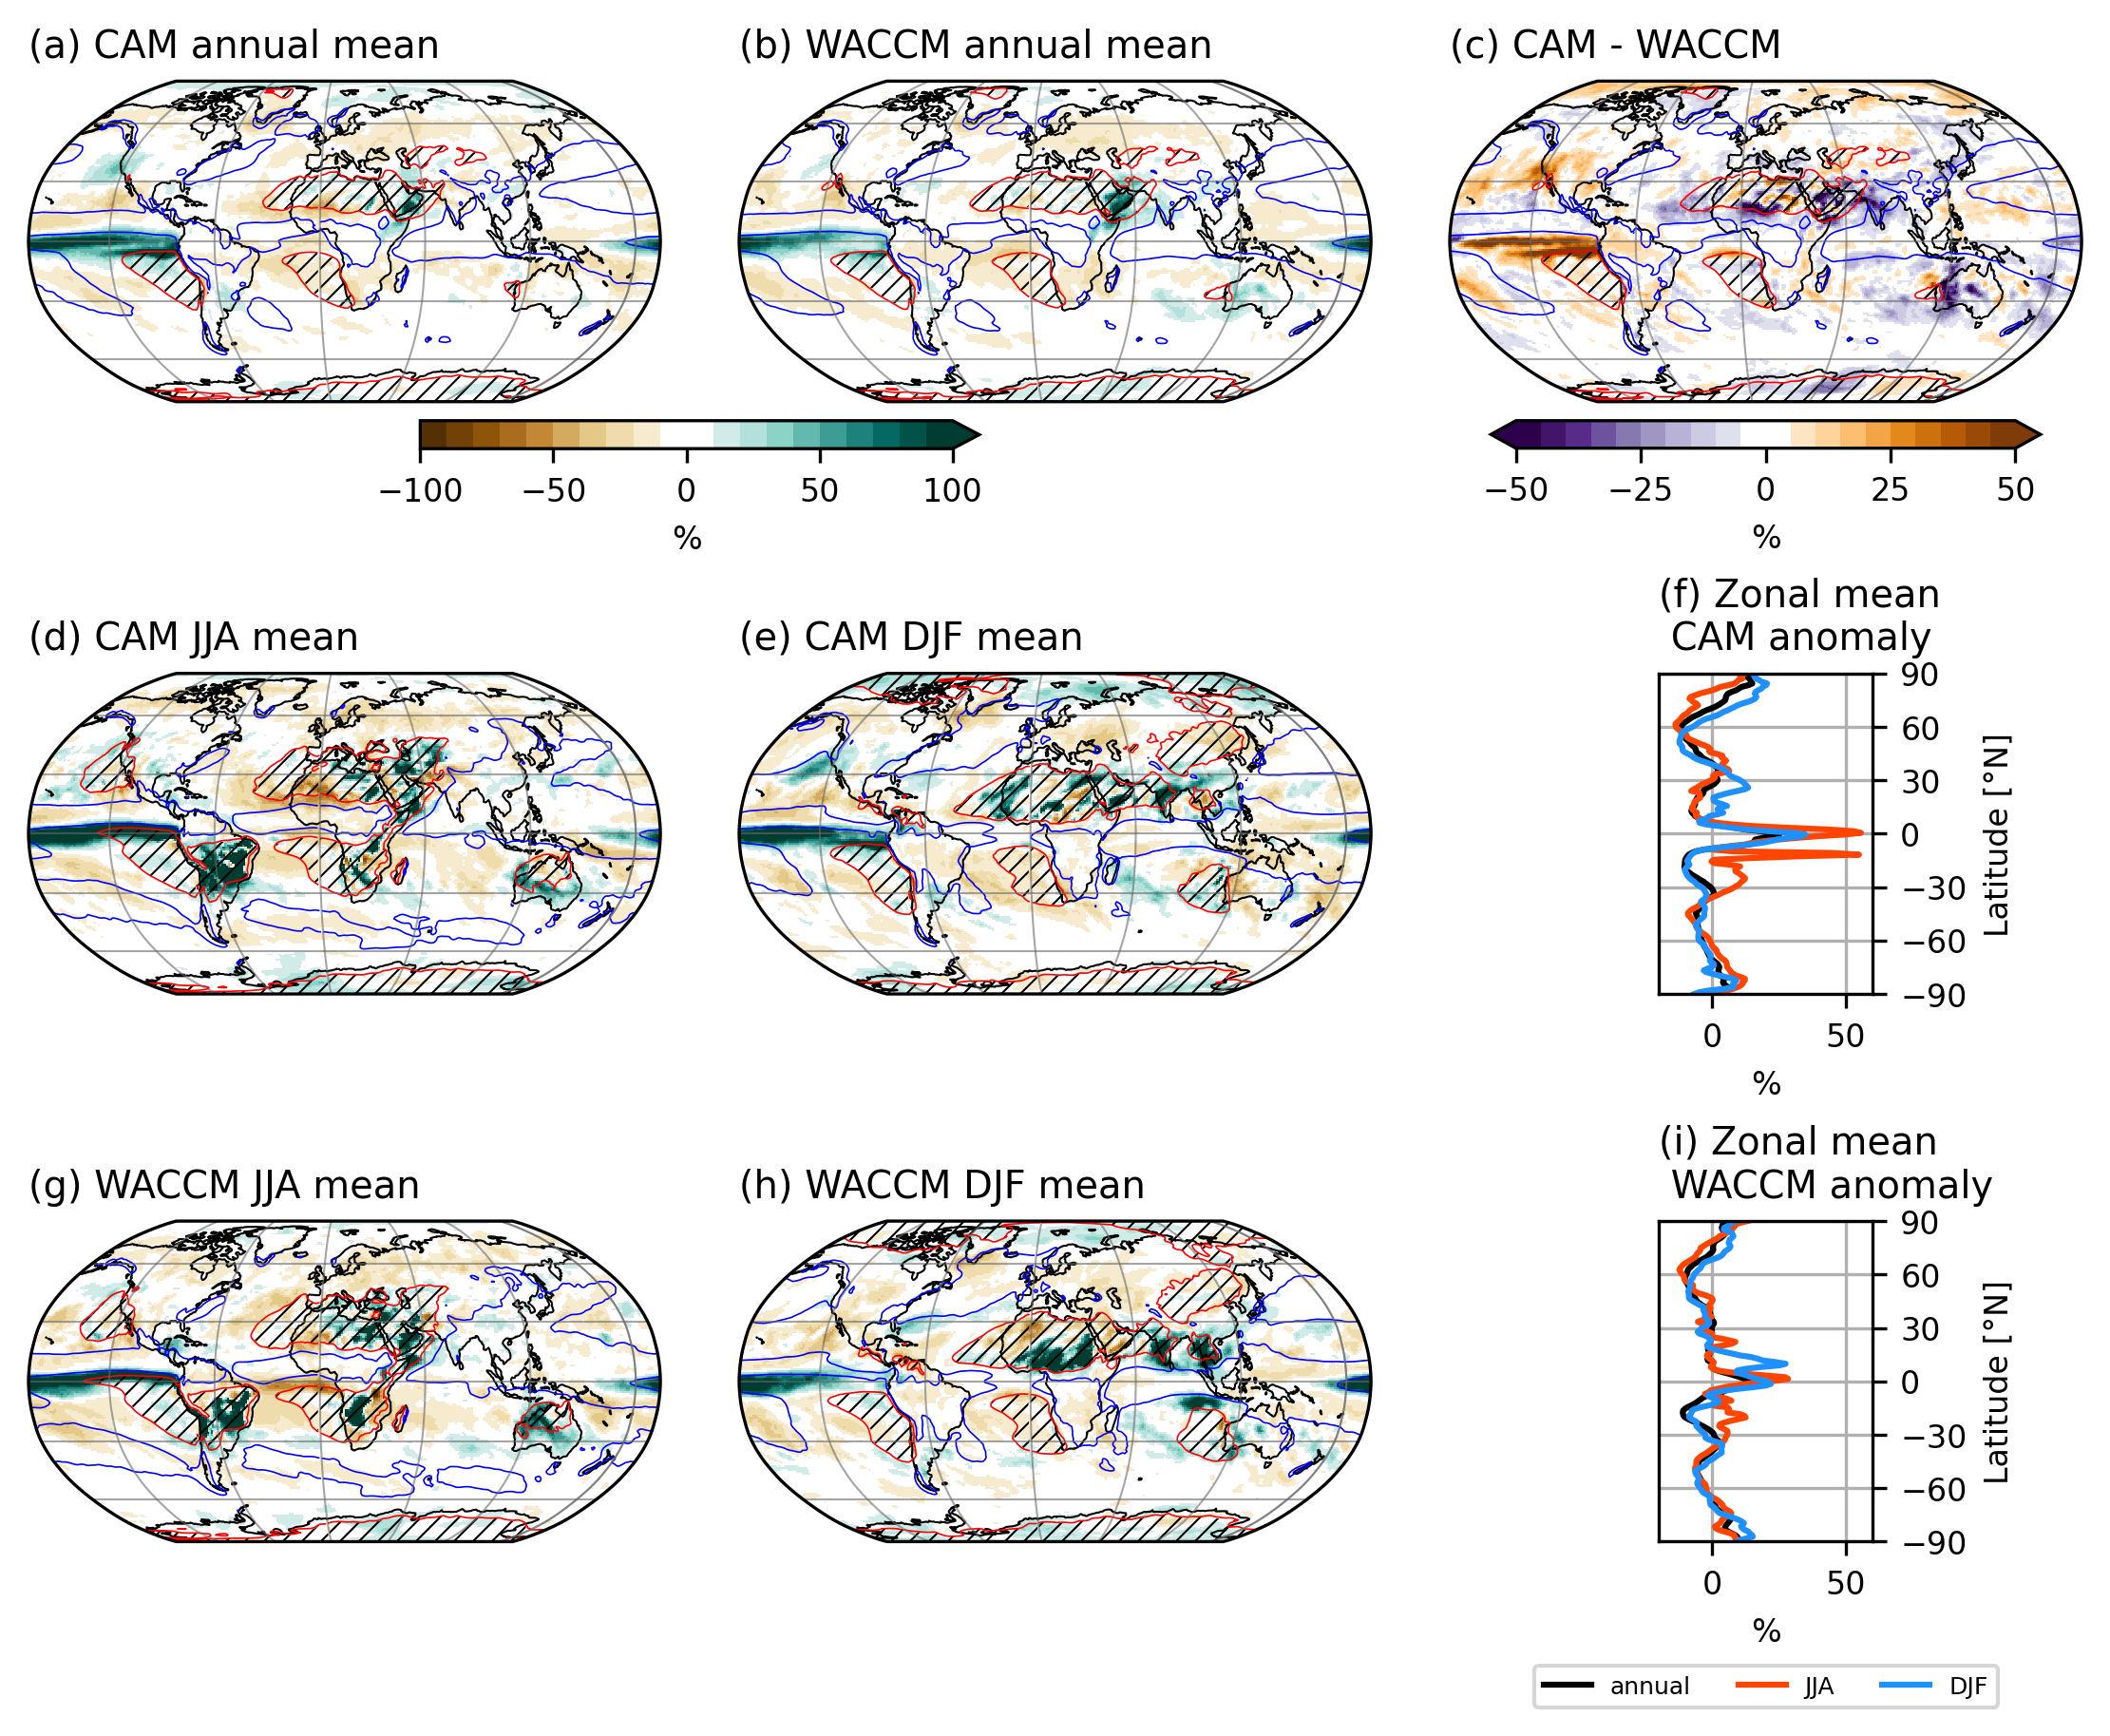 (a) CAM annual mean
(b) WACCM annual mean
(c) CAM - WACCM
−100 −50 0 50 100
%
−50 −25 0 25 50
%
(d) CAM JJA mean
(e) CAM DJF mean
(f) Zonal mean
CAM anomaly
90
60
30
0
−30
−60
−90
Latitude [°N]
0 50
%
(g) WACCM JJA mean
(h) WACCM DJF mean
(i) Zonal mean
WACCM anomaly
90
60
30
0
−30
−60
−90
Latitude [°N]
0 50
%
annual JJA DJF